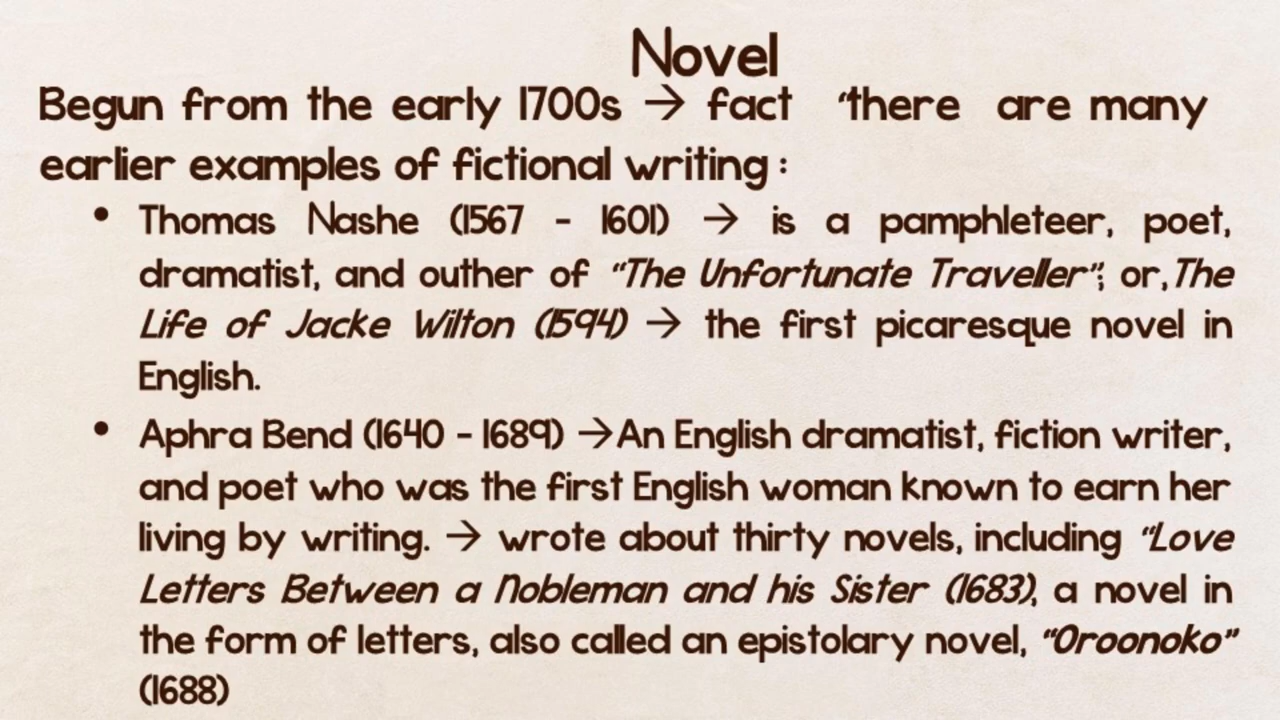 Novel
Begun from the early 1700s → fact ‘there are many
earlier examples of fictional writing :
• Thomas Nashe (1567 - 1601) → is a pamphleteer, poet,
dramatist, and outher of “The Unfortunate Traveller”; or,The
Life of Jacke Wilton (1594) → the first picaresque novel in
English.
• Aphra Bend (1640 - 1689) →An English dramatist, fiction writer,
and poet who was the first English woman known to earn her
living by writing. → wrote about thirty novels, including “Love
Letters Between a Nobleman and his Sister (1683), a novel in
the form of letters, also called an epistolary novel, “Oroonoko”
(1688)